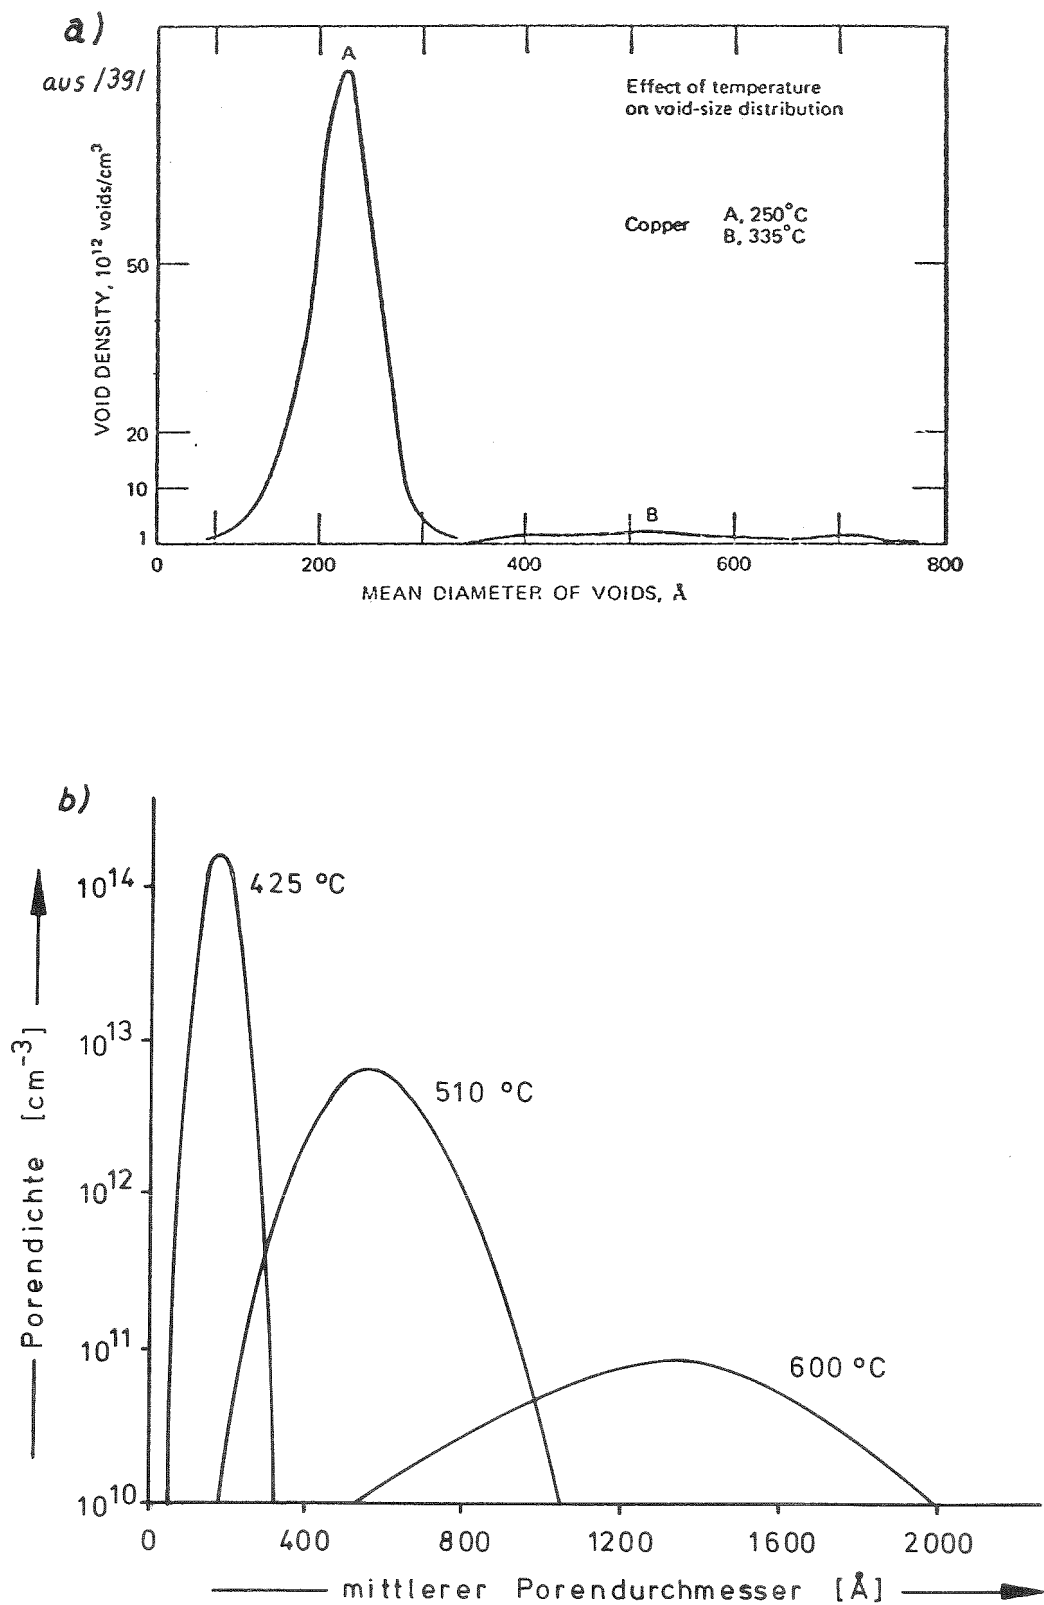 a)
aus /39/
A
Effect of temperature
on void-size distribution
Copper A, 250°C
B, 335°C
VOID DENSITY, 10¹² voids/cm³
50
20
10
1
B
0 200 400 600 800
MEAN DIAMETER OF VOIDS, Å
b)
10¹⁴
425 °C
10¹³
510 °C
10¹²
Porendichte [cm⁻³]
10¹¹
600 °C
10¹⁰
0 400 800 1200 1600 2000
mittlerer Porendurchmesser [Å]